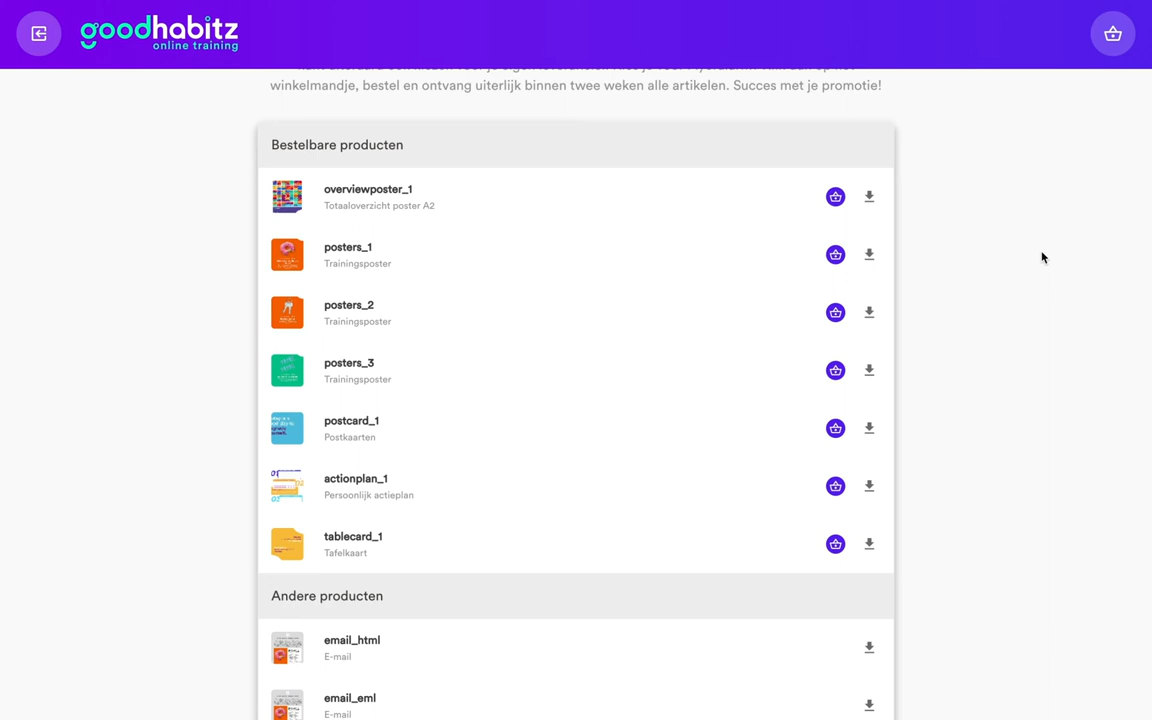 goodhabitz
online training
winkelmandje, bestel en ontvang uiterlijk binnen twee weken alle artikelen. Succes met je promotie!
Bestelbare producten
overviewposter_1
Totaaloverzicht poster A2
posters_1
Trainingsposter
posters_2
Trainingsposter
posters_3
Trainingsposter
postcard_1
Postkaarten
actionplan_1
Persoonlijk actieplan
tablecard_1
Tafelkaart
Andere producten
email_html
E-mail
email_eml
E-mail